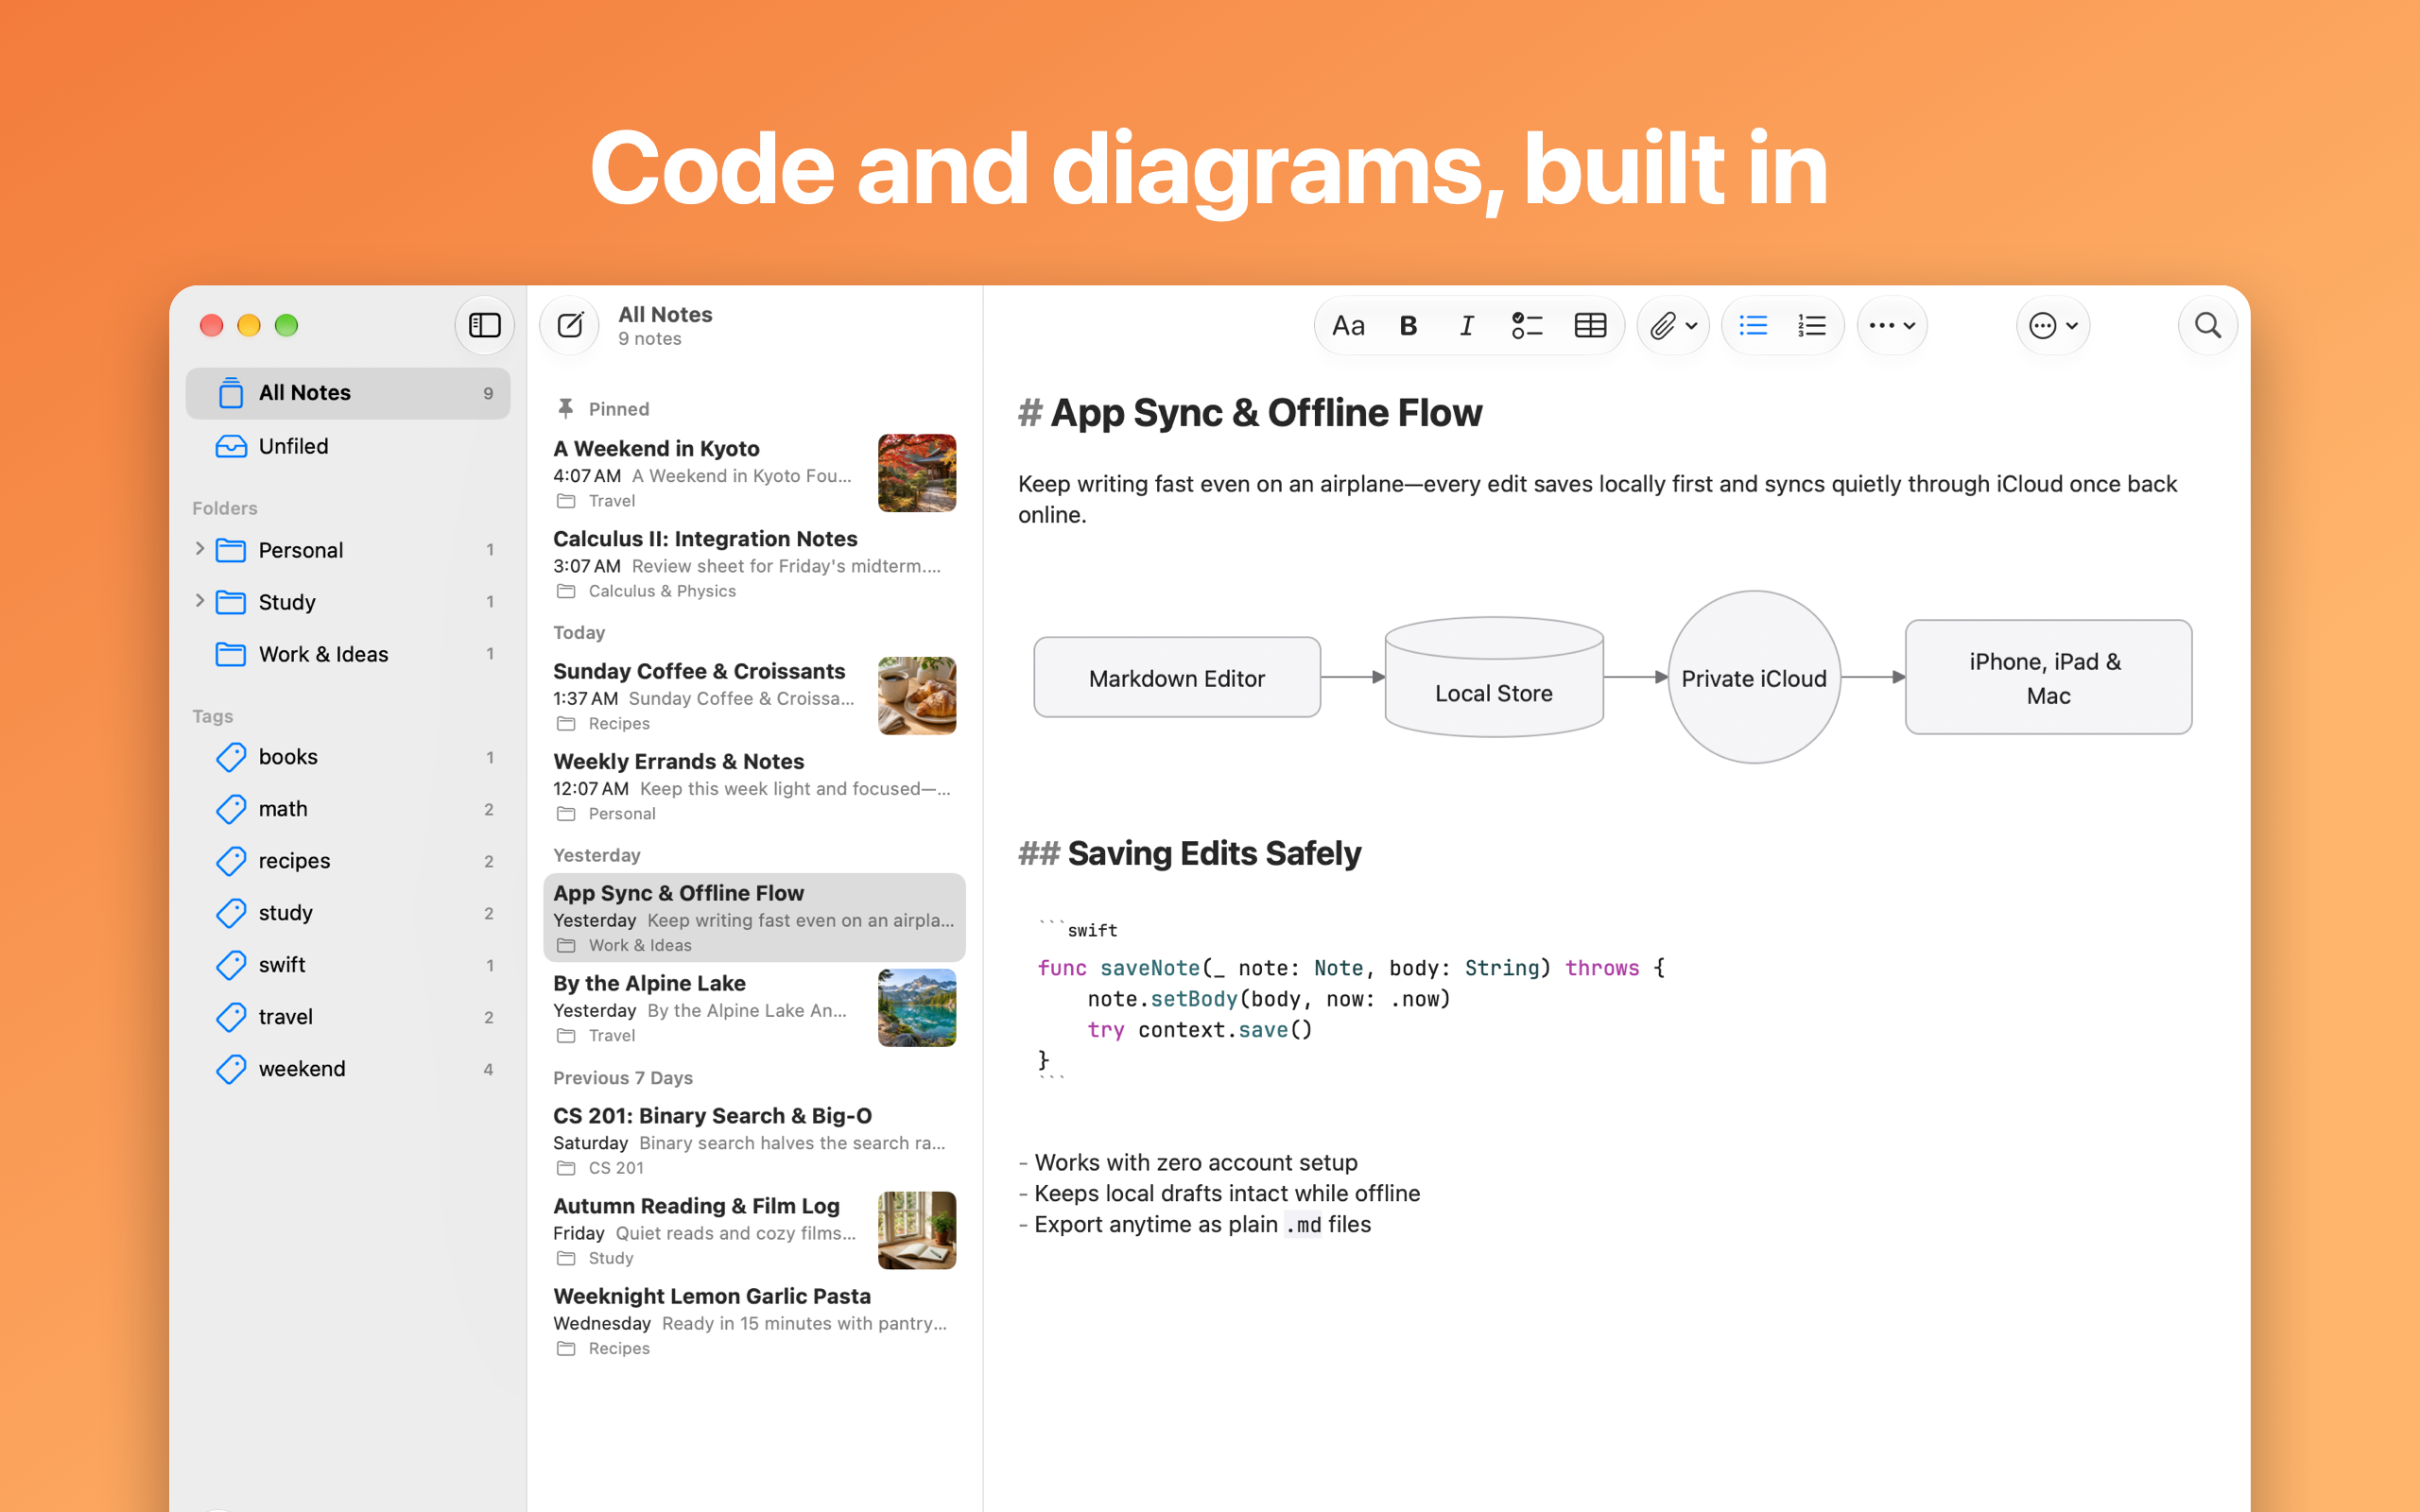 Code and diagrams, built in
All Notes
9
Unfiled
Folders
Personal
1
Study
1
Work & Ideas
1
Tags
books
1
math
2
recipes
2
study
2
swift
1
travel
2
weekend
4
All Notes
9 notes
Pinned
A Weekend in Kyoto
4:07 AM A Weekend in Kyoto Fou...
Travel
Calculus II: Integration Notes
3:07 AM Review sheet for Friday's midterm....
Calculus & Physics
Today
Sunday Coffee & Croissants
1:37 AM Sunday Coffee & Croissa...
Recipes
Weekly Errands & Notes
12:07 AM Keep this week light and focused—...
Personal
Yesterday
App Sync & Offline Flow
Yesterday Keep writing fast even on an airpla...
Work & Ideas
By the Alpine Lake
Yesterday By the Alpine Lake An...
Travel
Previous 7 Days
CS 201: Binary Search & Big-O
Saturday Binary search halves the search ra...
CS 201
Autumn Reading & Film Log
Friday Quiet reads and cozy films...
Study
Weeknight Lemon Garlic Pasta
Wednesday Ready in 15 minutes with pantry...
Recipes
Aa B I
# App Sync & Offline Flow
Keep writing fast even on an airplane—every edit saves locally first and syncs quietly through iCloud once back
online.
Markdown Editor
Local Store
Private iCloud
iPhone, iPad &
Mac
## Saving Edits Safely
```swift
func saveNote(_ note: Note, body: String) throws {
    note.setBody(body, now: .now)
    try context.save()
}
```
- Works with zero account setup
- Keeps local drafts intact while offline
- Export anytime as plain .md files